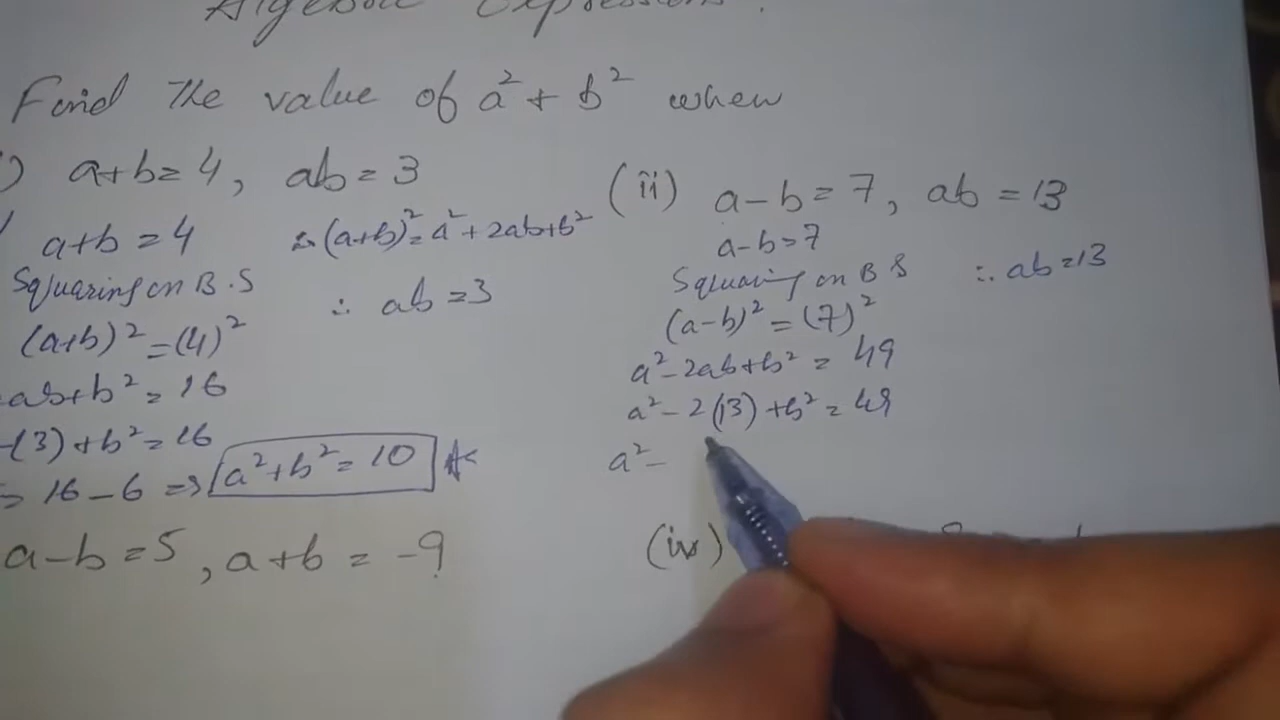 Algebraic Expressions.
Find The value of a² + b² when
) a+b=4, ab=3
a+b=4 ∴ (a+b)²=a²+2ab+b²
Squaring on B.S
∴ ab=3
(a+b)²=(4)²
ab+b²=16
(3)+b²=16
16-6 => a²+b²=10
a-b=5, a+b=-9
(ii) a-b=7, ab=13
a-b=7
Squaring on B S ∴ ab=13
(a-b)²=(7)²
a²-2ab+b²=49
a²-2(13)+b²=49
a²-
(iv)